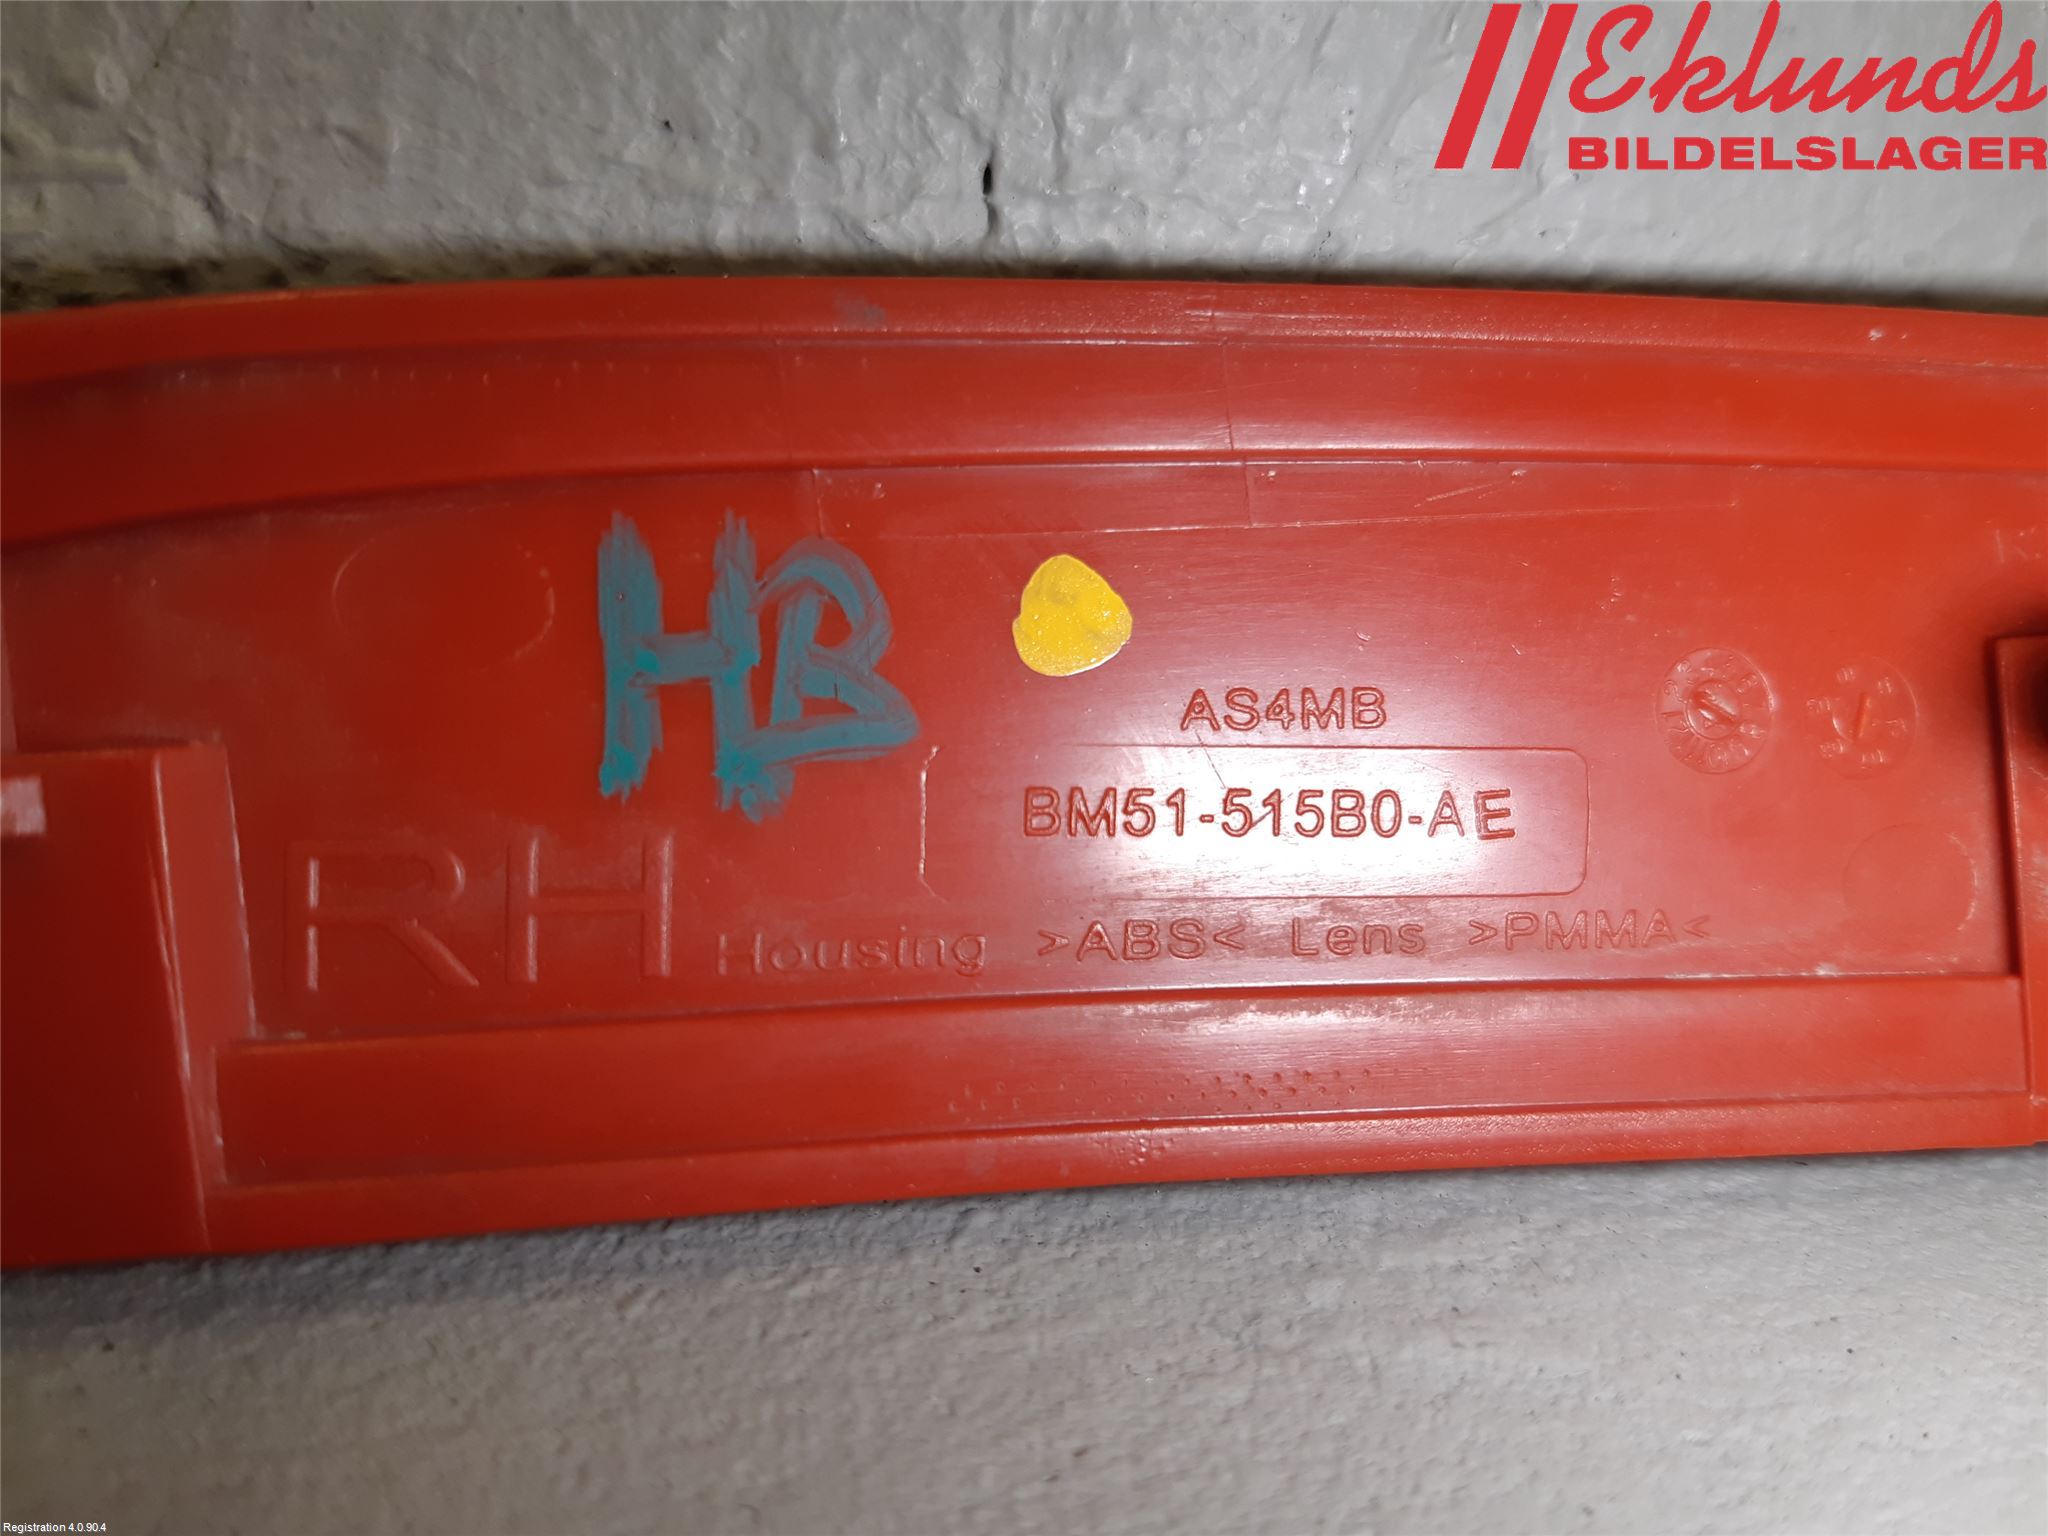 Eklunds
BILDELSLAGER
HB
AS4MB
BM51-515B0-AE
RH
Housing >ABS< Lens >PMMA<
Registration 4.0.90.4